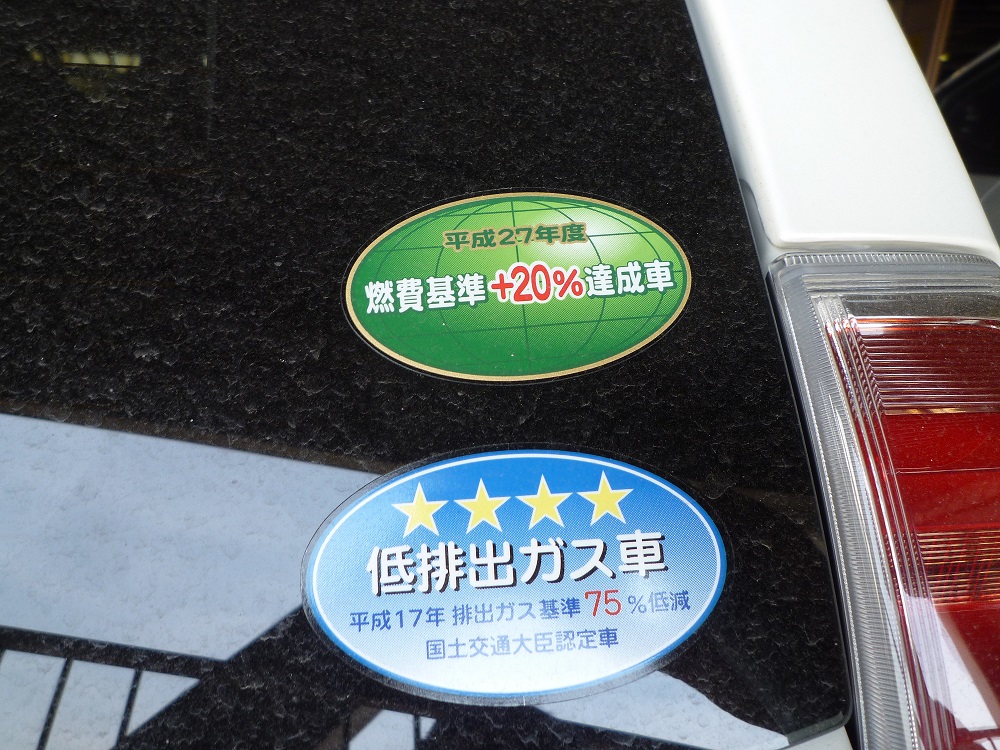 平成27年度
燃費基準+20%達成車
低排出ガス車
平成17年 排出ガス基準75%低減
国土交通大臣認定車